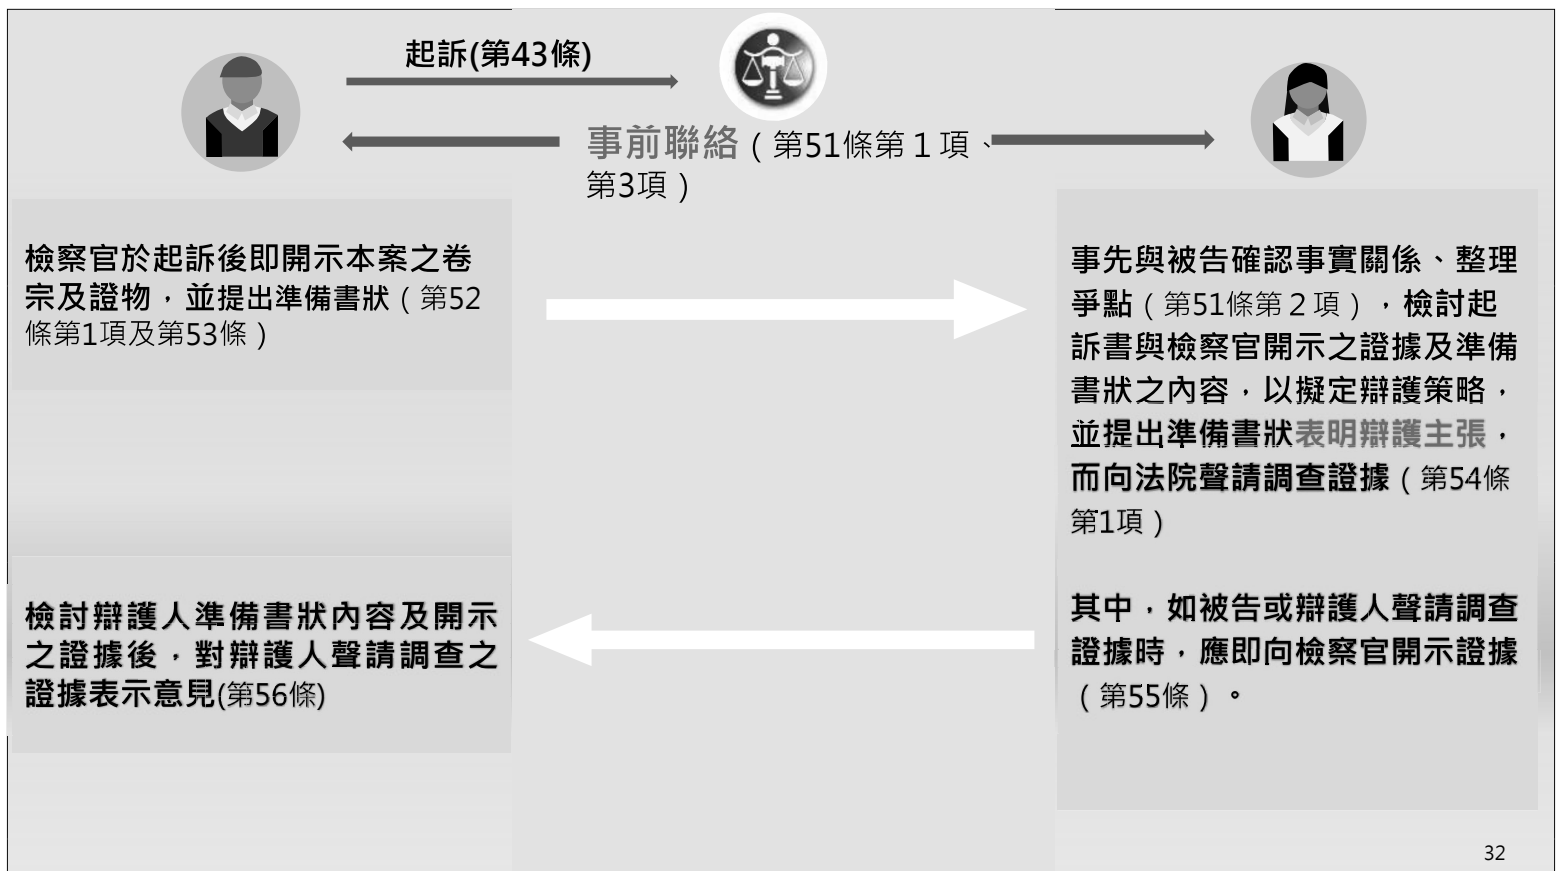 起訴(第43條)
事前聯絡（第51條第１項、
第3項）
檢察官於起訴後即開示本案之卷
宗及證物，並提出準備書狀（第52
條第1項及第53條）
檢討辯護人準備書狀內容及開示
之證據後，對辯護人聲請調查之
證據表示意見(第56條)
事先與被告確認事實關係、整理
爭點（第51條第２項），檢討起
訴書與檢察官開示之證據及準備
書狀之內容，以擬定辯護策略，
並提出準備書狀表明辯護主張，
而向法院聲請調查證據（第54條
第1項）
其中，如被告或辯護人聲請調查
證據時，應即向檢察官開示證據
（第55條）。
32